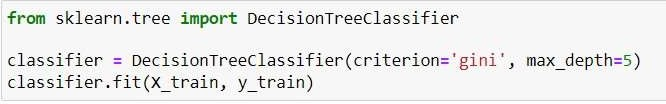 from sklearn.tree import DecisionTreeClassifier
classifier = DecisionTreeClassifier(criterion='gini', max_depth=5)
classifier.fit(X_train, y_train)